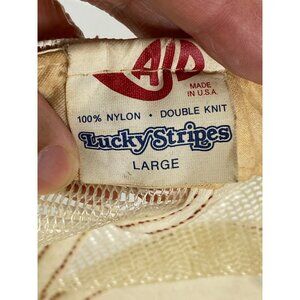 AJD
MADE
IN U.S.A.
100% NYLON • DOUBLE KNIT
Lucky Stripes
LARGE